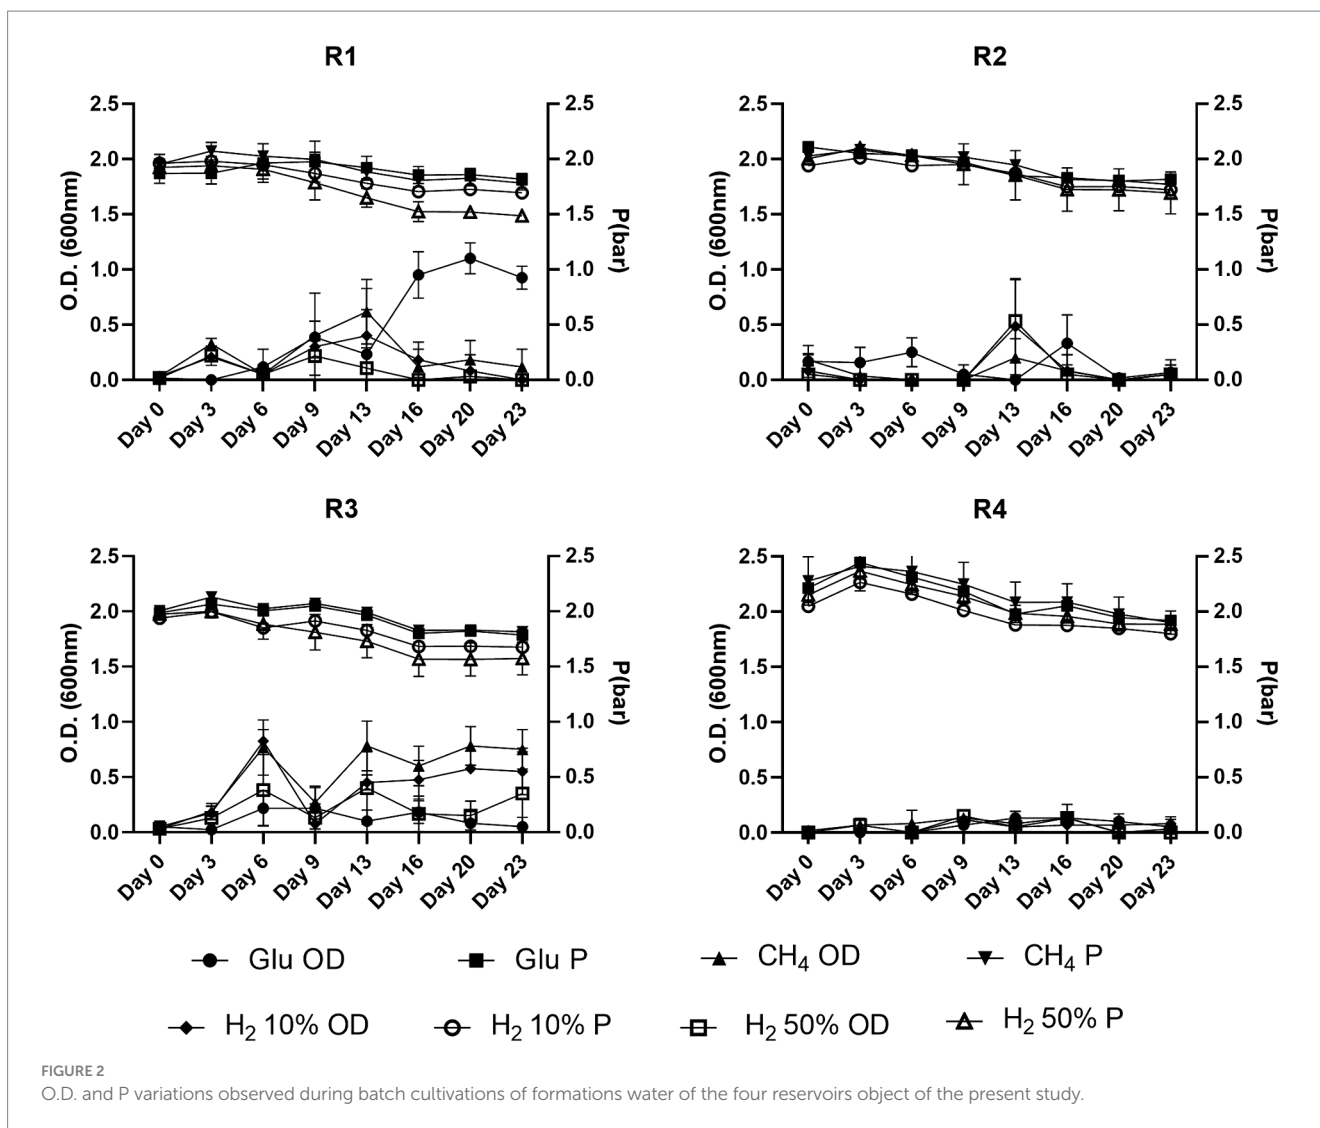 R1
R2
2.5 2.5 2.5 2.5
2.0 2.0 2.0 2.0
1.5 1.5 1.5 1.5
1.0 1.0 1.0 1.0
0.5 0.5 0.5 0.5
0.0 0.0 0.0 0.0
O.D. (600nm) P(bar) O.D. (600nm) P(bar)
Day 0 Day 3 Day 6 Day 9 Day 13 Day 16 Day 20 Day 23 Day 0 Day 3 Day 6 Day 9 Day 13 Day 16 Day 20 Day 23
R3
R4
2.5 2.5 2.5 2.5
2.0 2.0 2.0 2.0
1.5 1.5 1.5 1.5
1.0 1.0 1.0 1.0
0.5 0.5 0.5 0.5
0.0 0.0 0.0 0.0
O.D. (600nm) P(bar) O.D. (600nm) P(bar)
Day 0 Day 3 Day 6 Day 9 Day 13 Day 16 Day 20 Day 23 Day 0 Day 3 Day 6 Day 9 Day 13 Day 16 Day 20 Day 23
Glu OD Glu P CH4 OD CH4 P
H2 10% OD H2 10% P H2 50% OD H2 50% P
FIGURE 2
O.D. and P variations observed during batch cultivations of formations water of the four reservoirs object of the present study.